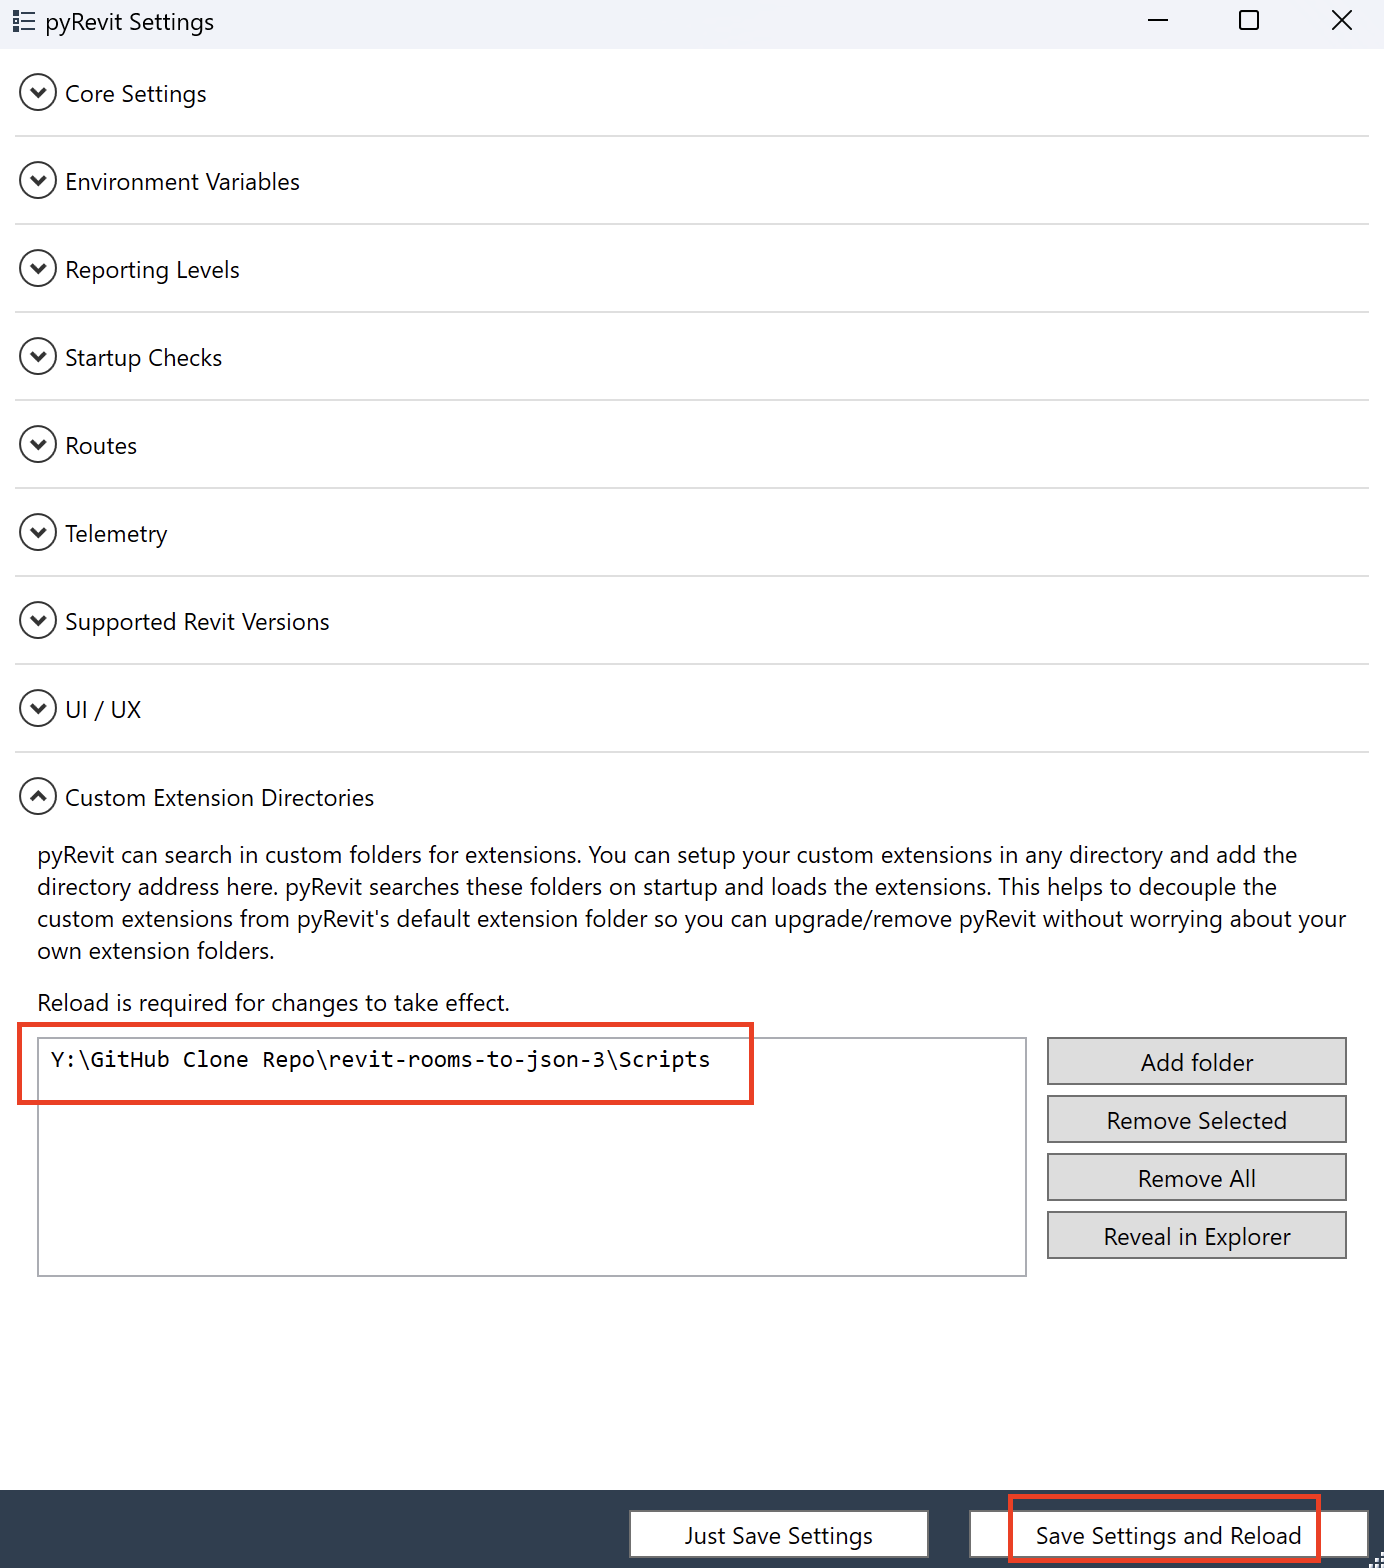 pyRevit Settings
Core Settings
Environment Variables
Reporting Levels
Startup Checks
Routes
Telemetry
Supported Revit Versions
UI / UX
Custom Extension Directories
pyRevit can search in custom folders for extensions. You can setup your custom extensions in any directory and add the
directory address here. pyRevit searches these folders on startup and loads the extensions. This helps to decouple the
custom extensions from pyRevit's default extension folder so you can upgrade/remove pyRevit without worrying about your
own extension folders.
Reload is required for changes to take effect.
Y:\GitHub Clone Repo\revit-rooms-to-json-3\Scripts
Add folder
Remove Selected
Remove All
Reveal in Explorer
Just Save Settings
Save Settings and Reload